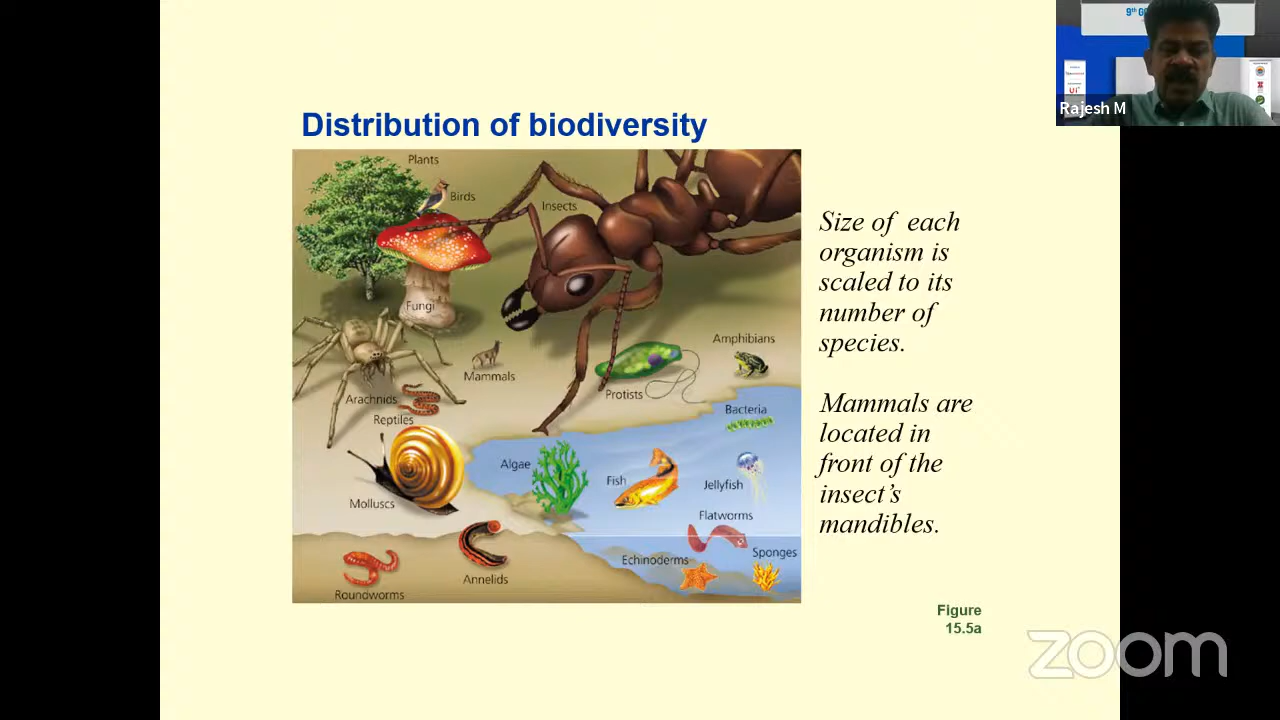 9th
Rajesh M
Distribution of biodiversity
Plants
Birds
Insects
Fungi
Amphibians
Mammals
Protists
Arachnids
Reptiles
Bacteria
Algae
Fish
Jellyfish
Molluscs
Flatworms
Echinoderms
Sponges
Annelids
Roundworms
Size of each
organism is
scaled to its
number of
species.
Mammals are
located in
front of the
insect’s
mandibles.
Figure
15.5a
zoom